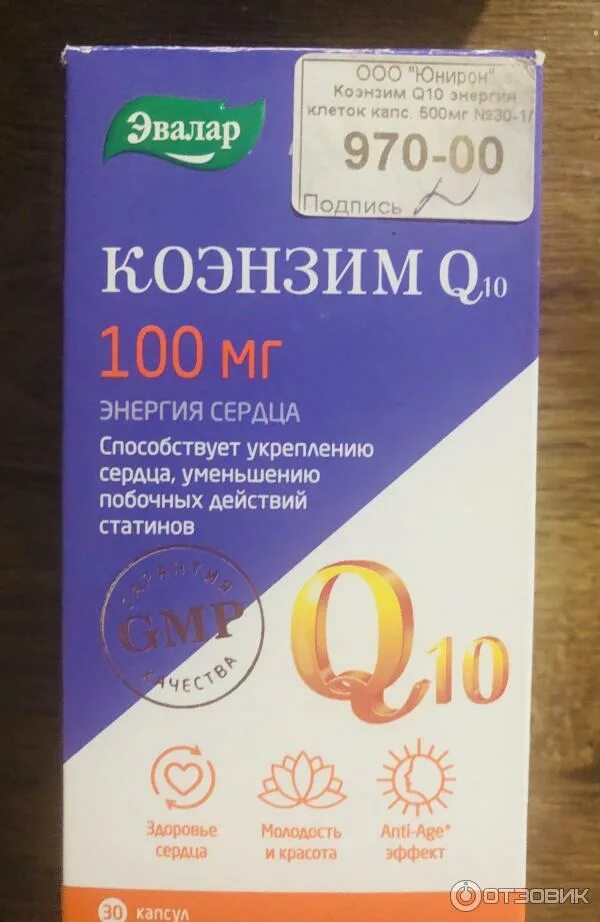 ООО "Юнирон"
Коэнзим Q10 энергия
клеток капс. 500мг №30-1/
970-00
Подпись
Эвалар
КОЭНЗИМ Q10
100 мг
ЭНЕРГИЯ СЕРДЦА
Способствует укреплению
сердца, уменьшению
побочных действий
статинов
ГАРАНТИЯ
GMP
КАЧЕСТВА
Q10
Здоровье
сердца
Молодость
и красота
Anti-Age*
эффект
30 капсул
ОТЗОВИК